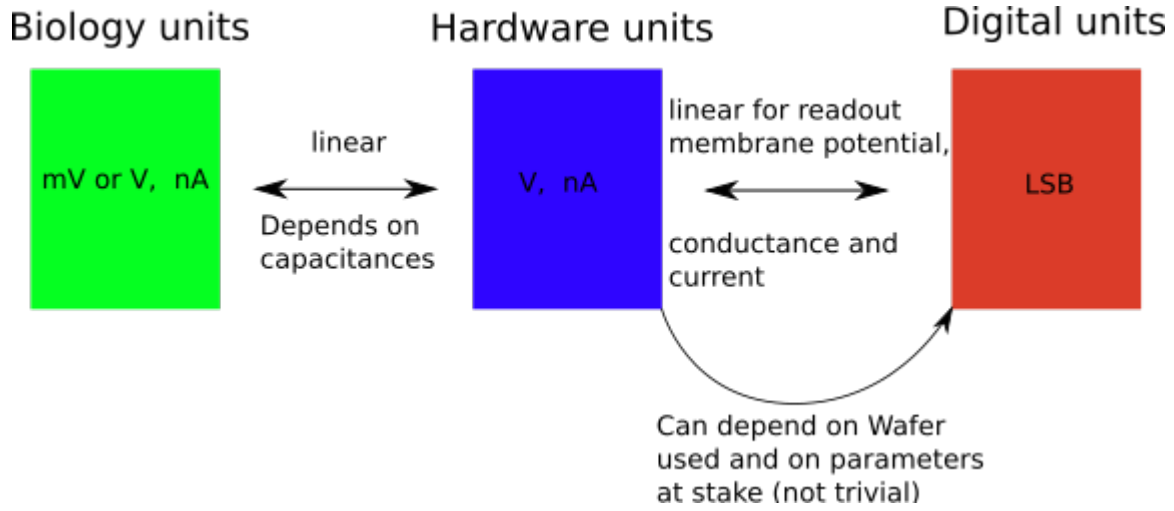 Biology units
Hardware units
Digital units
mV or V, nA
linear
Depends on
capacitances
V, nA
linear for readout
membrane potential,
conductance and
current
LSB
Can depend on Wafer
used and on parameters
at stake (not trivial)